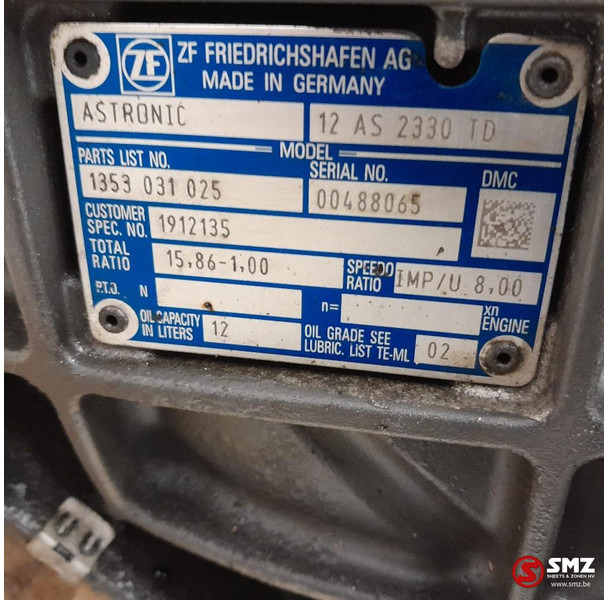 ZF
ZF FRIEDRICHSHAFEN AG
MADE IN GERMANY
ASTRONIC
12 AS 2330 TD
MODEL
PARTS LIST NO.
1353 031 025
SERIAL NO.
00488065
DMC
CUSTOMER
SPEC. NO.
1912135
TOTAL
RATIO
15,86-1,00
SPEEDO
RATIO
IMP/U 8,00
P.T.O. N
n=
xn
ENGINE
OIL CAPACITY
IN LITERS
12
OIL GRADE SEE
LUBRIC. LIST TE-ML
02
SMZ
SHEETS & ZONEN NV
www.smz.be